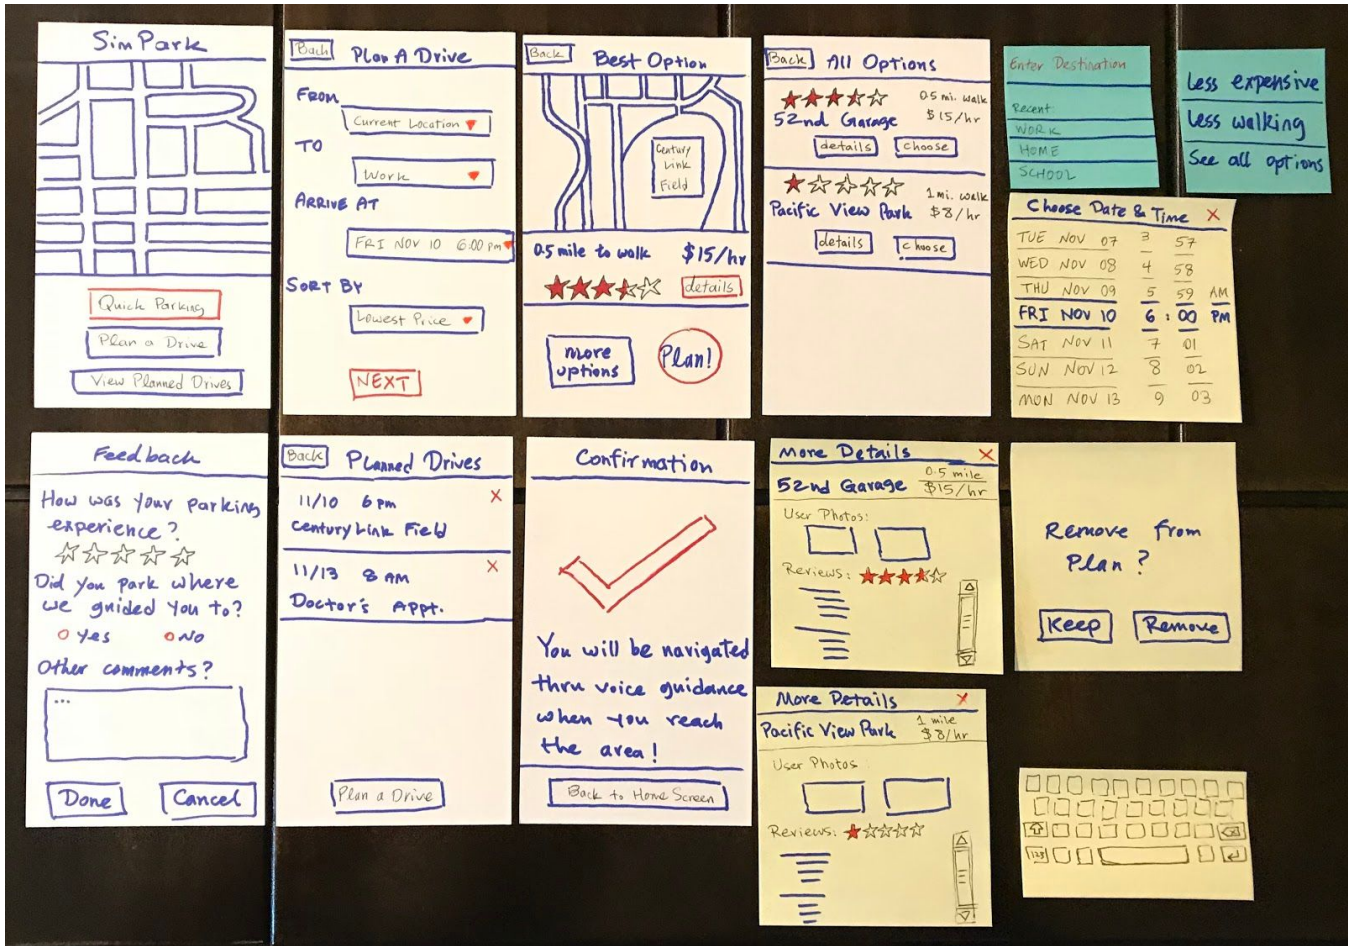 SimPark
Quick Parking
Plan a Drive
View Planned Drives
Back
Plan A Drive
FROM
Current Location
TO
Work
ARRIVE AT
FRI NOV 10 6:00 pm
SORT BY
Lowest Price
NEXT
Back
Best Option
Century
Link
Field
0.5 mile to walk $15/hr
details
more
options
Plan!
Back
All Options
0.5 mi. walk
52nd Garage $15/hr
details choose
1 mi. walk
Pacific View Park $8/hr
details choose
Enter Destination
Recent:
WORK
HOME
SCHOOL
Less expensive
Less walking
See all options
Choose Date & Time X
TUE NOV 07 3 57
WED NOV 08 4 58
THU NOV 09 5 59 AM
FRI NOV 10 6 : 00 PM
SAT NOV 11 7 01
SUN NOV 12 8 02
MON NOV 13 9 03
Feedback
How was your parking
experience?
Did you park where
we guided you to?
Yes No
Other comments?
...
Done Cancel
Back
Planned Drives
11/10 6 pm X
CenturyLink Field
11/13 8 AM X
Doctor's Appt.
Plan a Drive
Confirmation
You will be navigated
thru voice guidance
when you reach
the area!
Back to Home Screen
More Details X
0.5 mile
52nd Garage $15/hr
User Photos:
Reviews:
More Details X
1 mile
Pacific View Park $8/hr
User Photos
Reviews:
Remove from
Plan?
Keep Remove
123